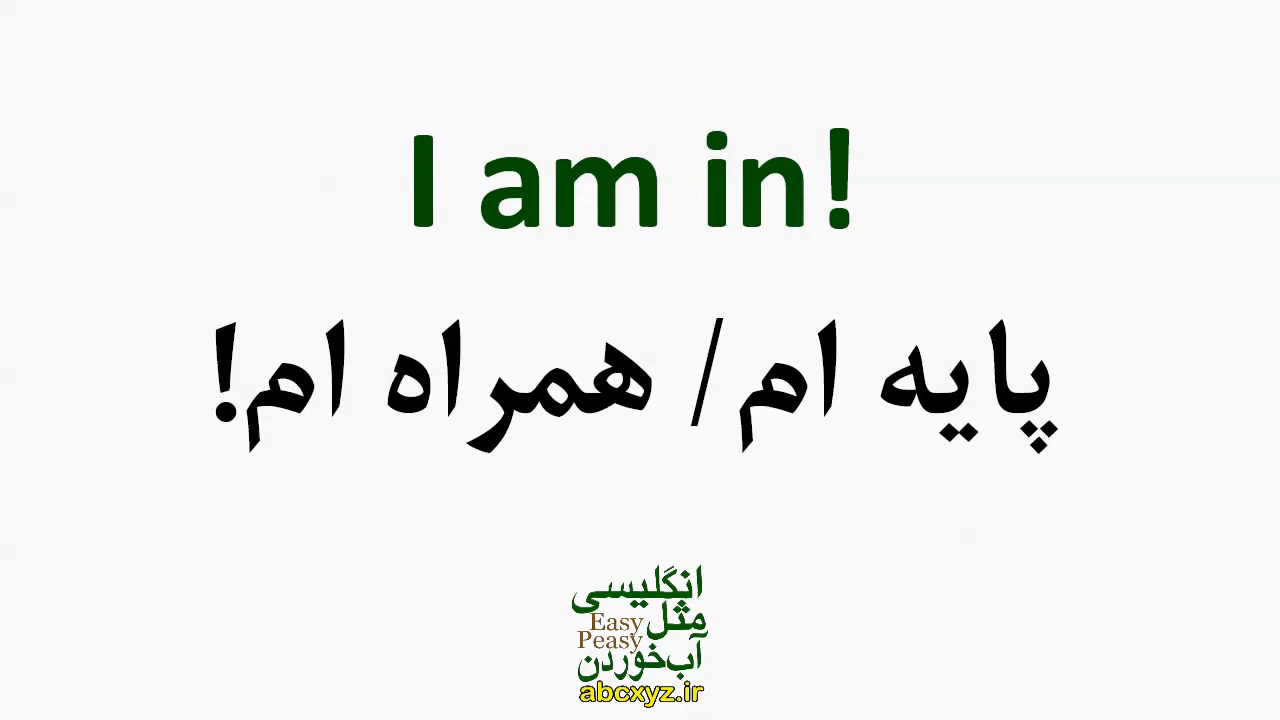 I am in!
پایه ام/ همراه ام!
انگلیسی
مثل Easy
Peasy
آب‌خوردن
abcxyz.ir